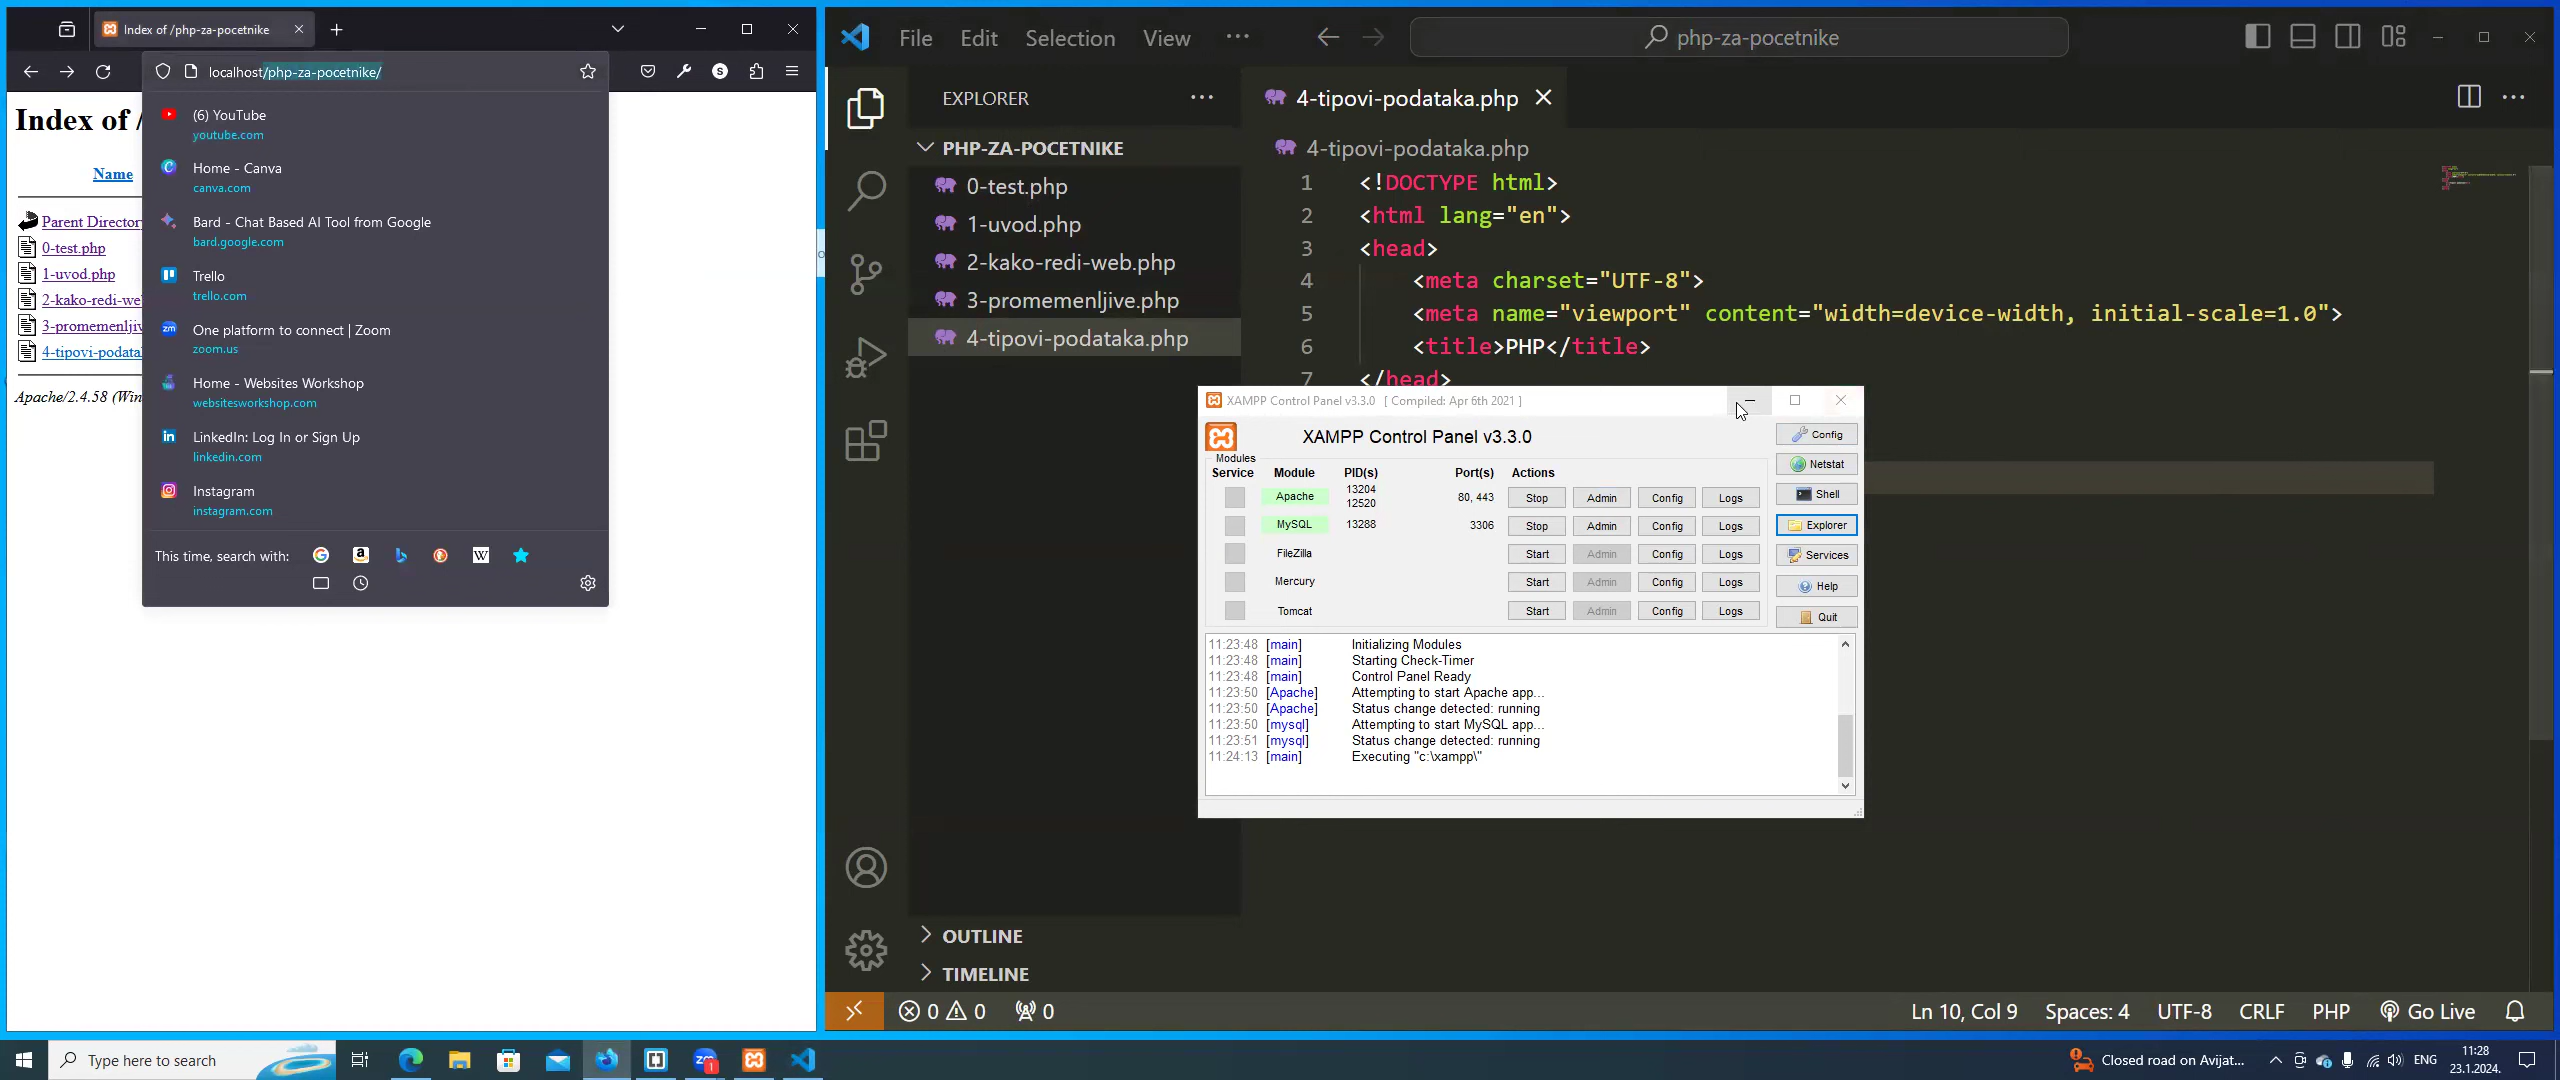 Index of /php-za-pocetnike
localhost/php-za-pocetnike/
Index of /
Name
Parent Directory
0-test.php
1-uvod.php
2-kako-redi-we
3-promemenljiv
4-tipovi-podata
Apache/2.4.58 (Win
(6) YouTube
youtube.com
Home - Canva
canva.com
Bard - Chat Based AI Tool from Google
bard.google.com
Trello
trello.com
One platform to connect | Zoom
zoom.us
Home - Websites Workshop
websitesworkshop.com
LinkedIn: Log In or Sign Up
linkedin.com
Instagram
instagram.com
This time, search with:
File Edit Selection View ···
php-za-pocetnike
EXPLORER
PHP-ZA-POCETNIKE
0-test.php
1-uvod.php
2-kako-redi-web.php
3-promemenljive.php
4-tipovi-podataka.php
OUTLINE
TIMELINE
4-tipovi-podataka.php
4-tipovi-podataka.php
1 <!DOCTYPE html>
2 <html lang="en">
3 <head>
4 <meta charset="UTF-8">
5 <meta name="viewport" content="width=device-width, initial-scale=1.0">
6 <title>PHP</title>
7 </head>
XAMPP Control Panel v3.3.0 [ Compiled: Apr 6th 2021 ]
XAMPP Control Panel v3.3.0
Config
Modules
Service Module PID(s) Port(s) Actions
Netstat
Apache 13204 12520 80, 443 Stop Admin Config Logs
Shell
MySQL 13288 3306 Stop Admin Config Logs
Explorer
FileZilla Start Admin Config Logs
Services
Mercury Start Admin Config Logs
Help
Tomcat Start Admin Config Logs
Quit
11:23:48 [main] Initializing Modules
11:23:48 [main] Starting Check-Timer
11:23:48 [main] Control Panel Ready
11:23:50 [Apache] Attempting to start Apache app...
11:23:50 [Apache] Status change detected: running
11:23:50 [mysql] Attempting to start MySQL app...
11:23:51 [mysql] Status change detected: running
11:24:13 [main] Executing "c:\xampp\"
0 0 0
Ln 10, Col 9 Spaces: 4 UTF-8 CRLF PHP Go Live
Type here to search
Closed road on Avijat...
ENG
11:28
23.1.2024.